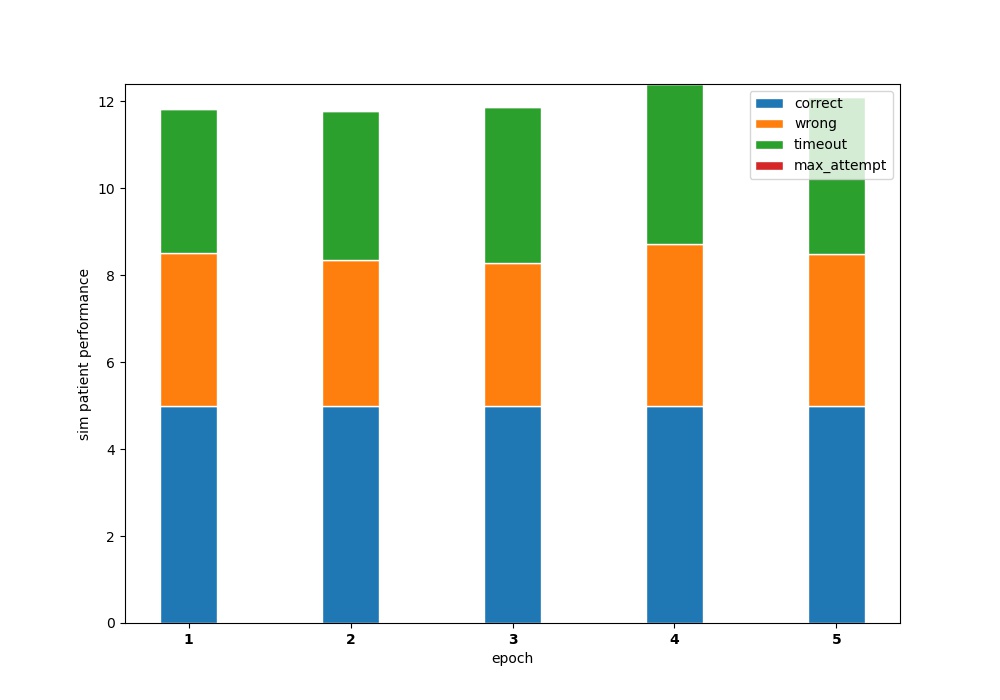 correct
wrong
timeout
max_attempt
12
10
8
6
4
2
0
sim patient performance
1 2 3 4 5
epoch